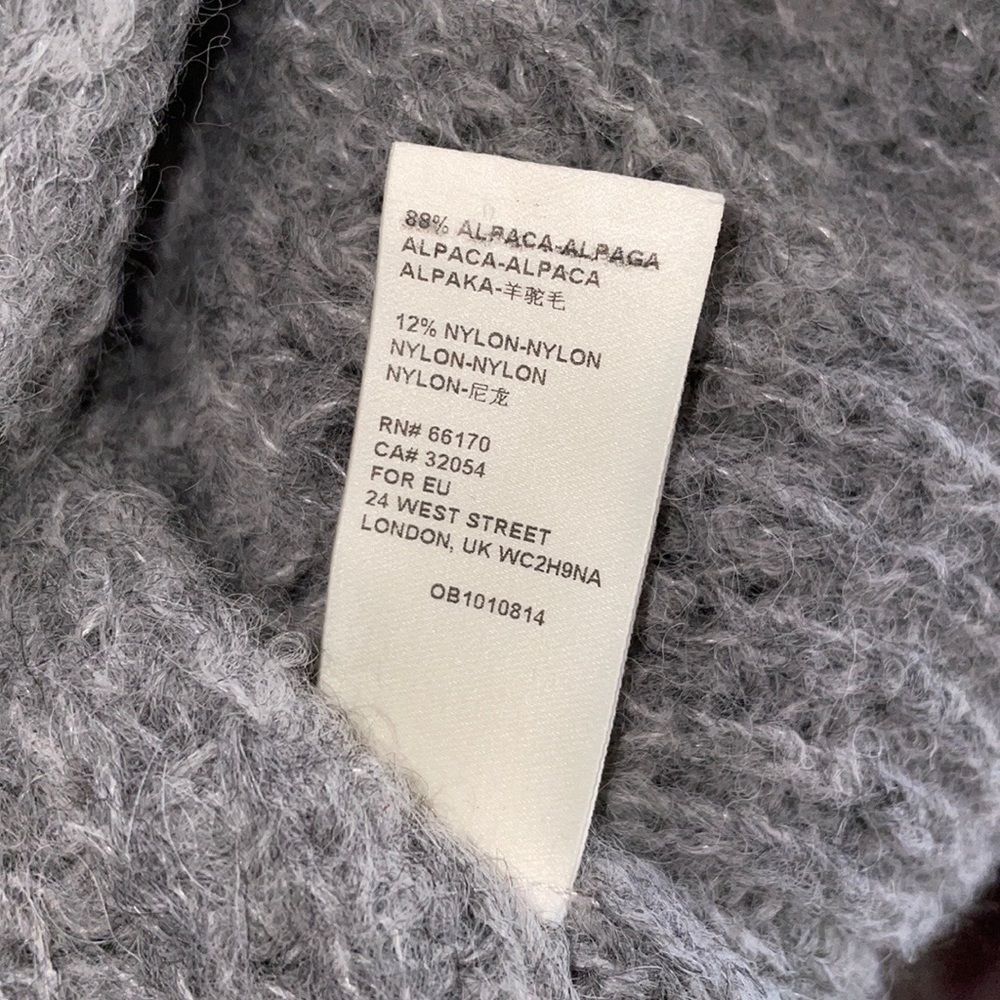 88% ALPACA-ALPAGA
ALPACA-ALPACA
ALPAKA-羊驼毛
12% NYLON-NYLON
NYLON-NYLON
NYLON-尼龙
RN# 66170
CA# 32054
FOR EU
24 WEST STREET
LONDON, UK WC2H9NA
OB1010814